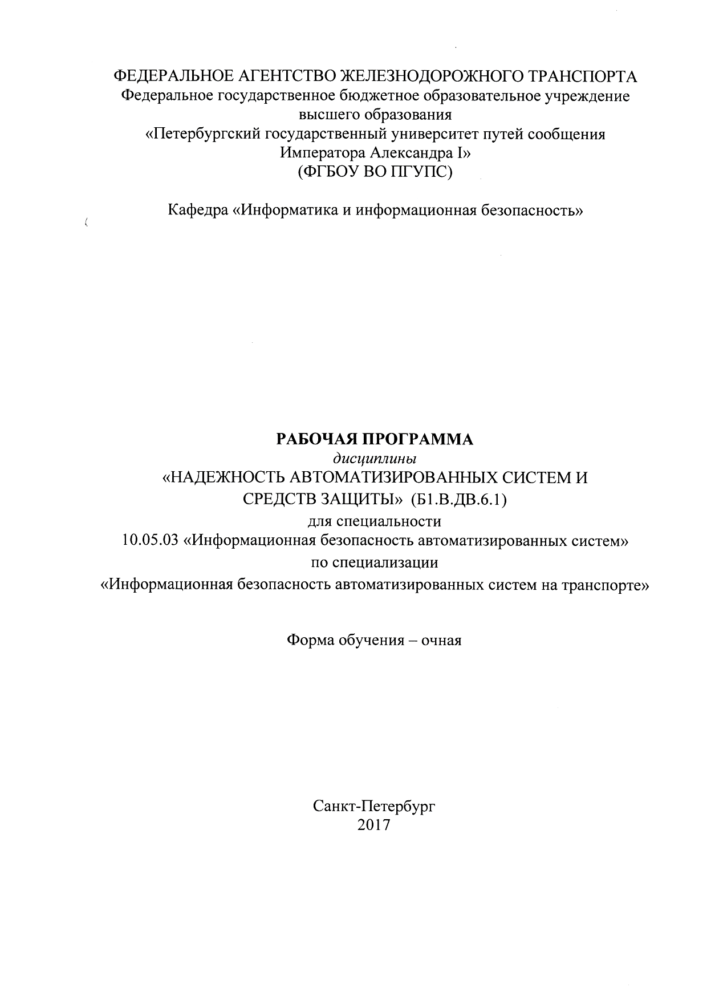 ФЕДЕРАЛЬНОЕ АГЕНТСТВО ЖЕЛЕЗНОДОРОЖНОГО ТРАНСПОРТА
Федеральное государственное бюджетное образовательное учреждение
высшего образования
«Петербургский государственный университет путей сообщения
Императора Александра I»
(ФГБОУ ВО ПГУПС)
Кафедра «Информатика и информационная безопасность»
РАБОЧАЯ ПРОГРАММА
дисциплины
«НАДЕЖНОСТЬ АВТОМАТИЗИРОВАННЫХ СИСТЕМ И
СРЕДСТВ ЗАЩИТЫ» (Б1.В.ДВ.6.1)
для специальности
10.05.03 «Информационная безопасность автоматизированных систем»
по специализации
«Информационная безопасность автоматизированных систем на транспорте»
Форма обучения – очная
Санкт-Петербург
2017